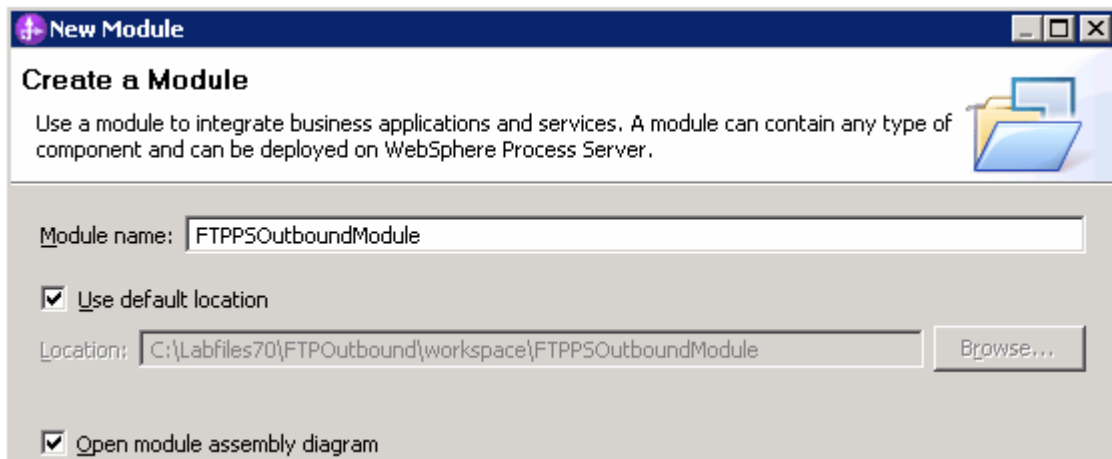 New Module
Create a Module
Use a module to integrate business applications and services. A module can contain any type of
component and can be deployed on WebSphere Process Server.
Module name: FTPPSOutboundModule
Use default location
Location: C:\Labfiles70\FTPOutbound\workspace\FTPPSOutboundModule Browse...
Open module assembly diagram